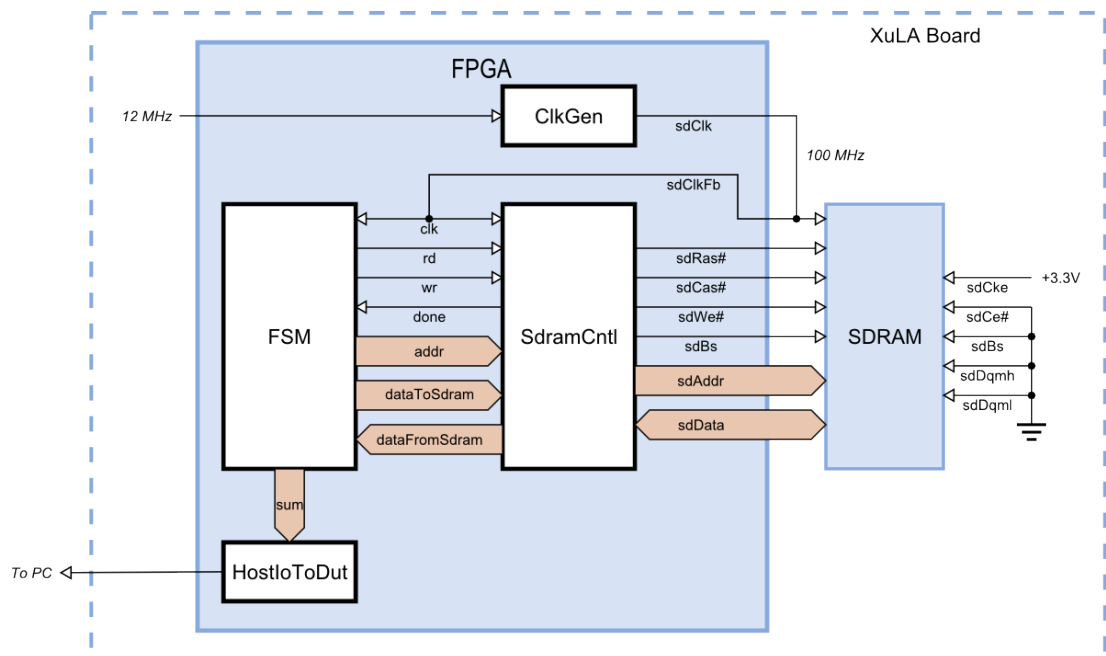 XuLA Board
FPGA
12 MHz
ClkGen
sdClk
100 MHz
sdClkFb
clk
rd
sdRas#
wr
sdCas#
sdCke
+3.3V
done
sdWe#
sdCe#
FSM
SdramCntl
SDRAM
addr
sdBs
sdBs
dataToSdram
sdAddr
sdDqmh
dataFromSdram
sdData
sdDqml
sum
To PC
HostIoToDut